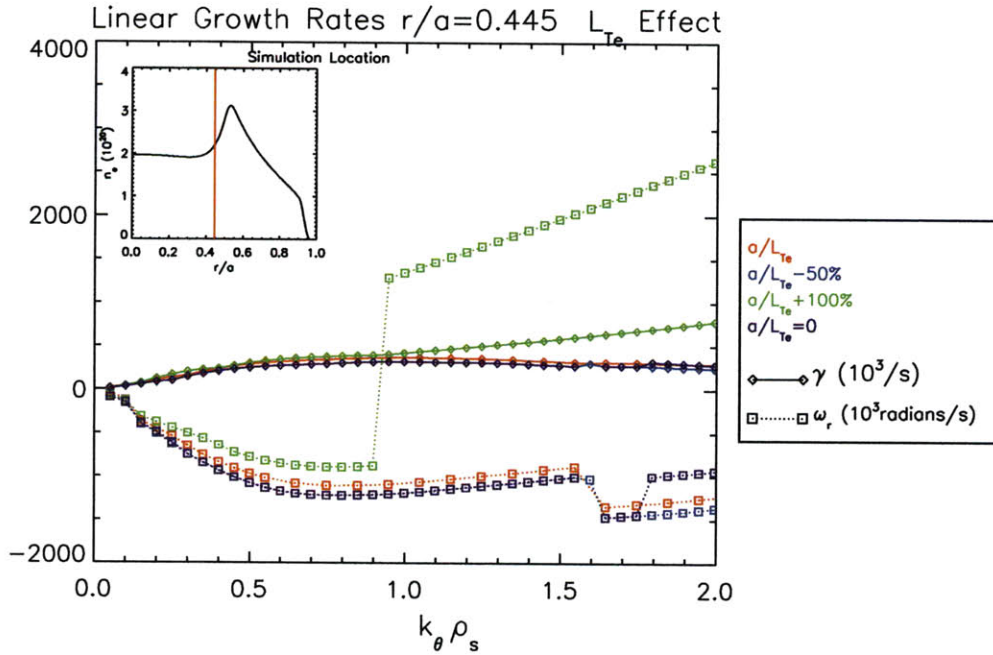 Linear Growth Rates r/a=0.445 L_Te Effect
4000
2000
0
−2000
Simulation Location
4
3
2
1
0
n_e (10^20)
0.0 0.2 0.4 0.6 0.8 1.0
r/a
0.0 0.5 1.0 1.5 2.0
k_θ ρ_s
a/L_Te
a/L_Te−50%
a/L_Te+100%
a/L_Te=0
γ (10^3/s)
ω_r (10^3radians/s)